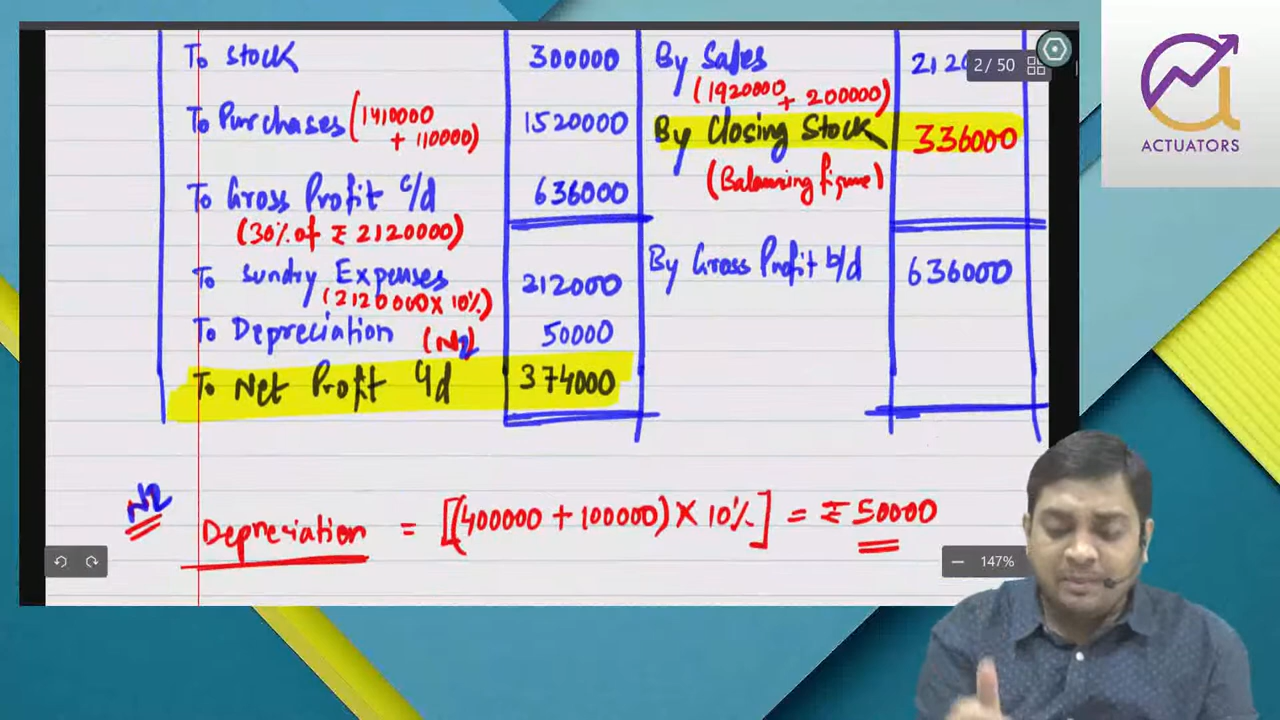 To Stock 300000 By Sales 2120
(1920000 + 200000)
To Purchases (1410000 + 110000) 1520000 By Closing Stock 336000
(Balancing figure)
To Gross Profit c/d 636000
(30% of ₹ 2120000)
By Gross Profit b/d 636000
To Sundry Expenses 212000
(2120000 x 10%)
To Depreciation (N2) 50000
To Net Profit c/d 374000
N2
Depreciation = [(400000 + 100000) x 10%] = ₹ 50000
2 / 50
147%
ACTUATORS